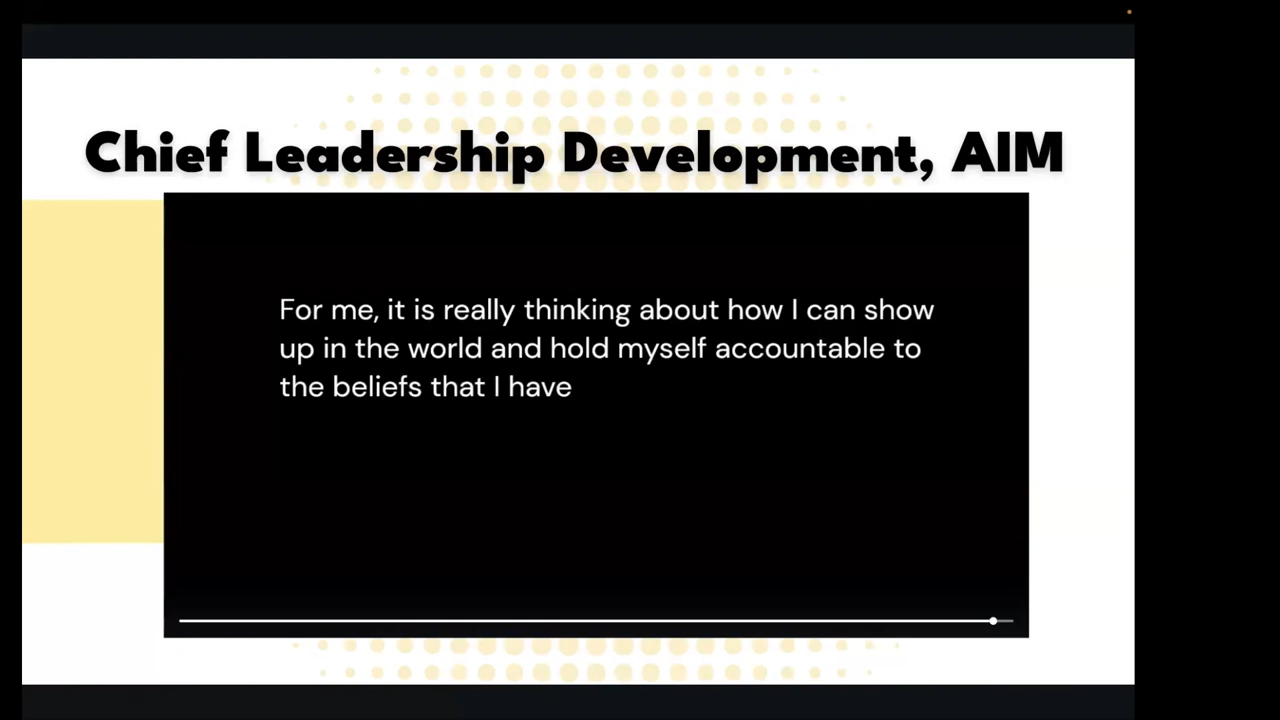 Chief Leadership Development, AIM
For me, it is really thinking about how I can show
up in the world and hold myself accountable to
the beliefs that I have